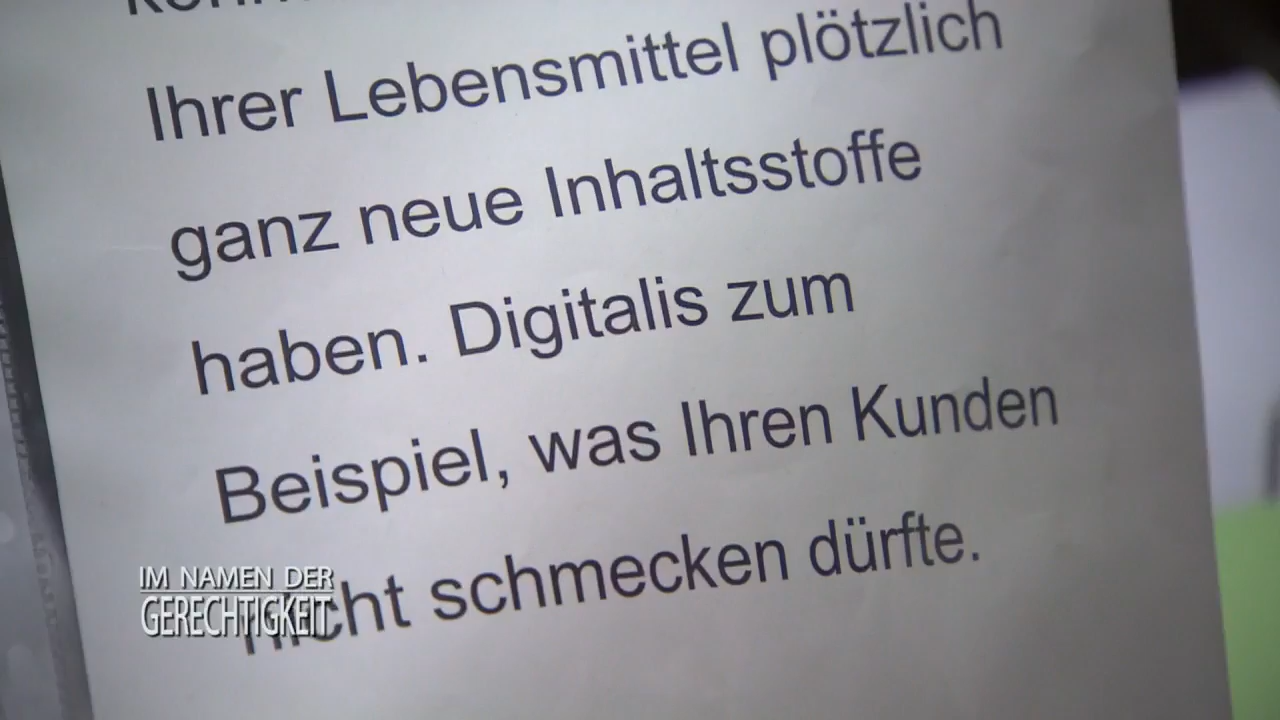 Ihrer Lebensmittel plötzlich
ganz neue Inhaltsstoffe
haben. Digitalis zum
Beispiel, was Ihren Kunden
nicht schmecken dürfte.
IM NAMEN DER
GERECHTIGKEIT